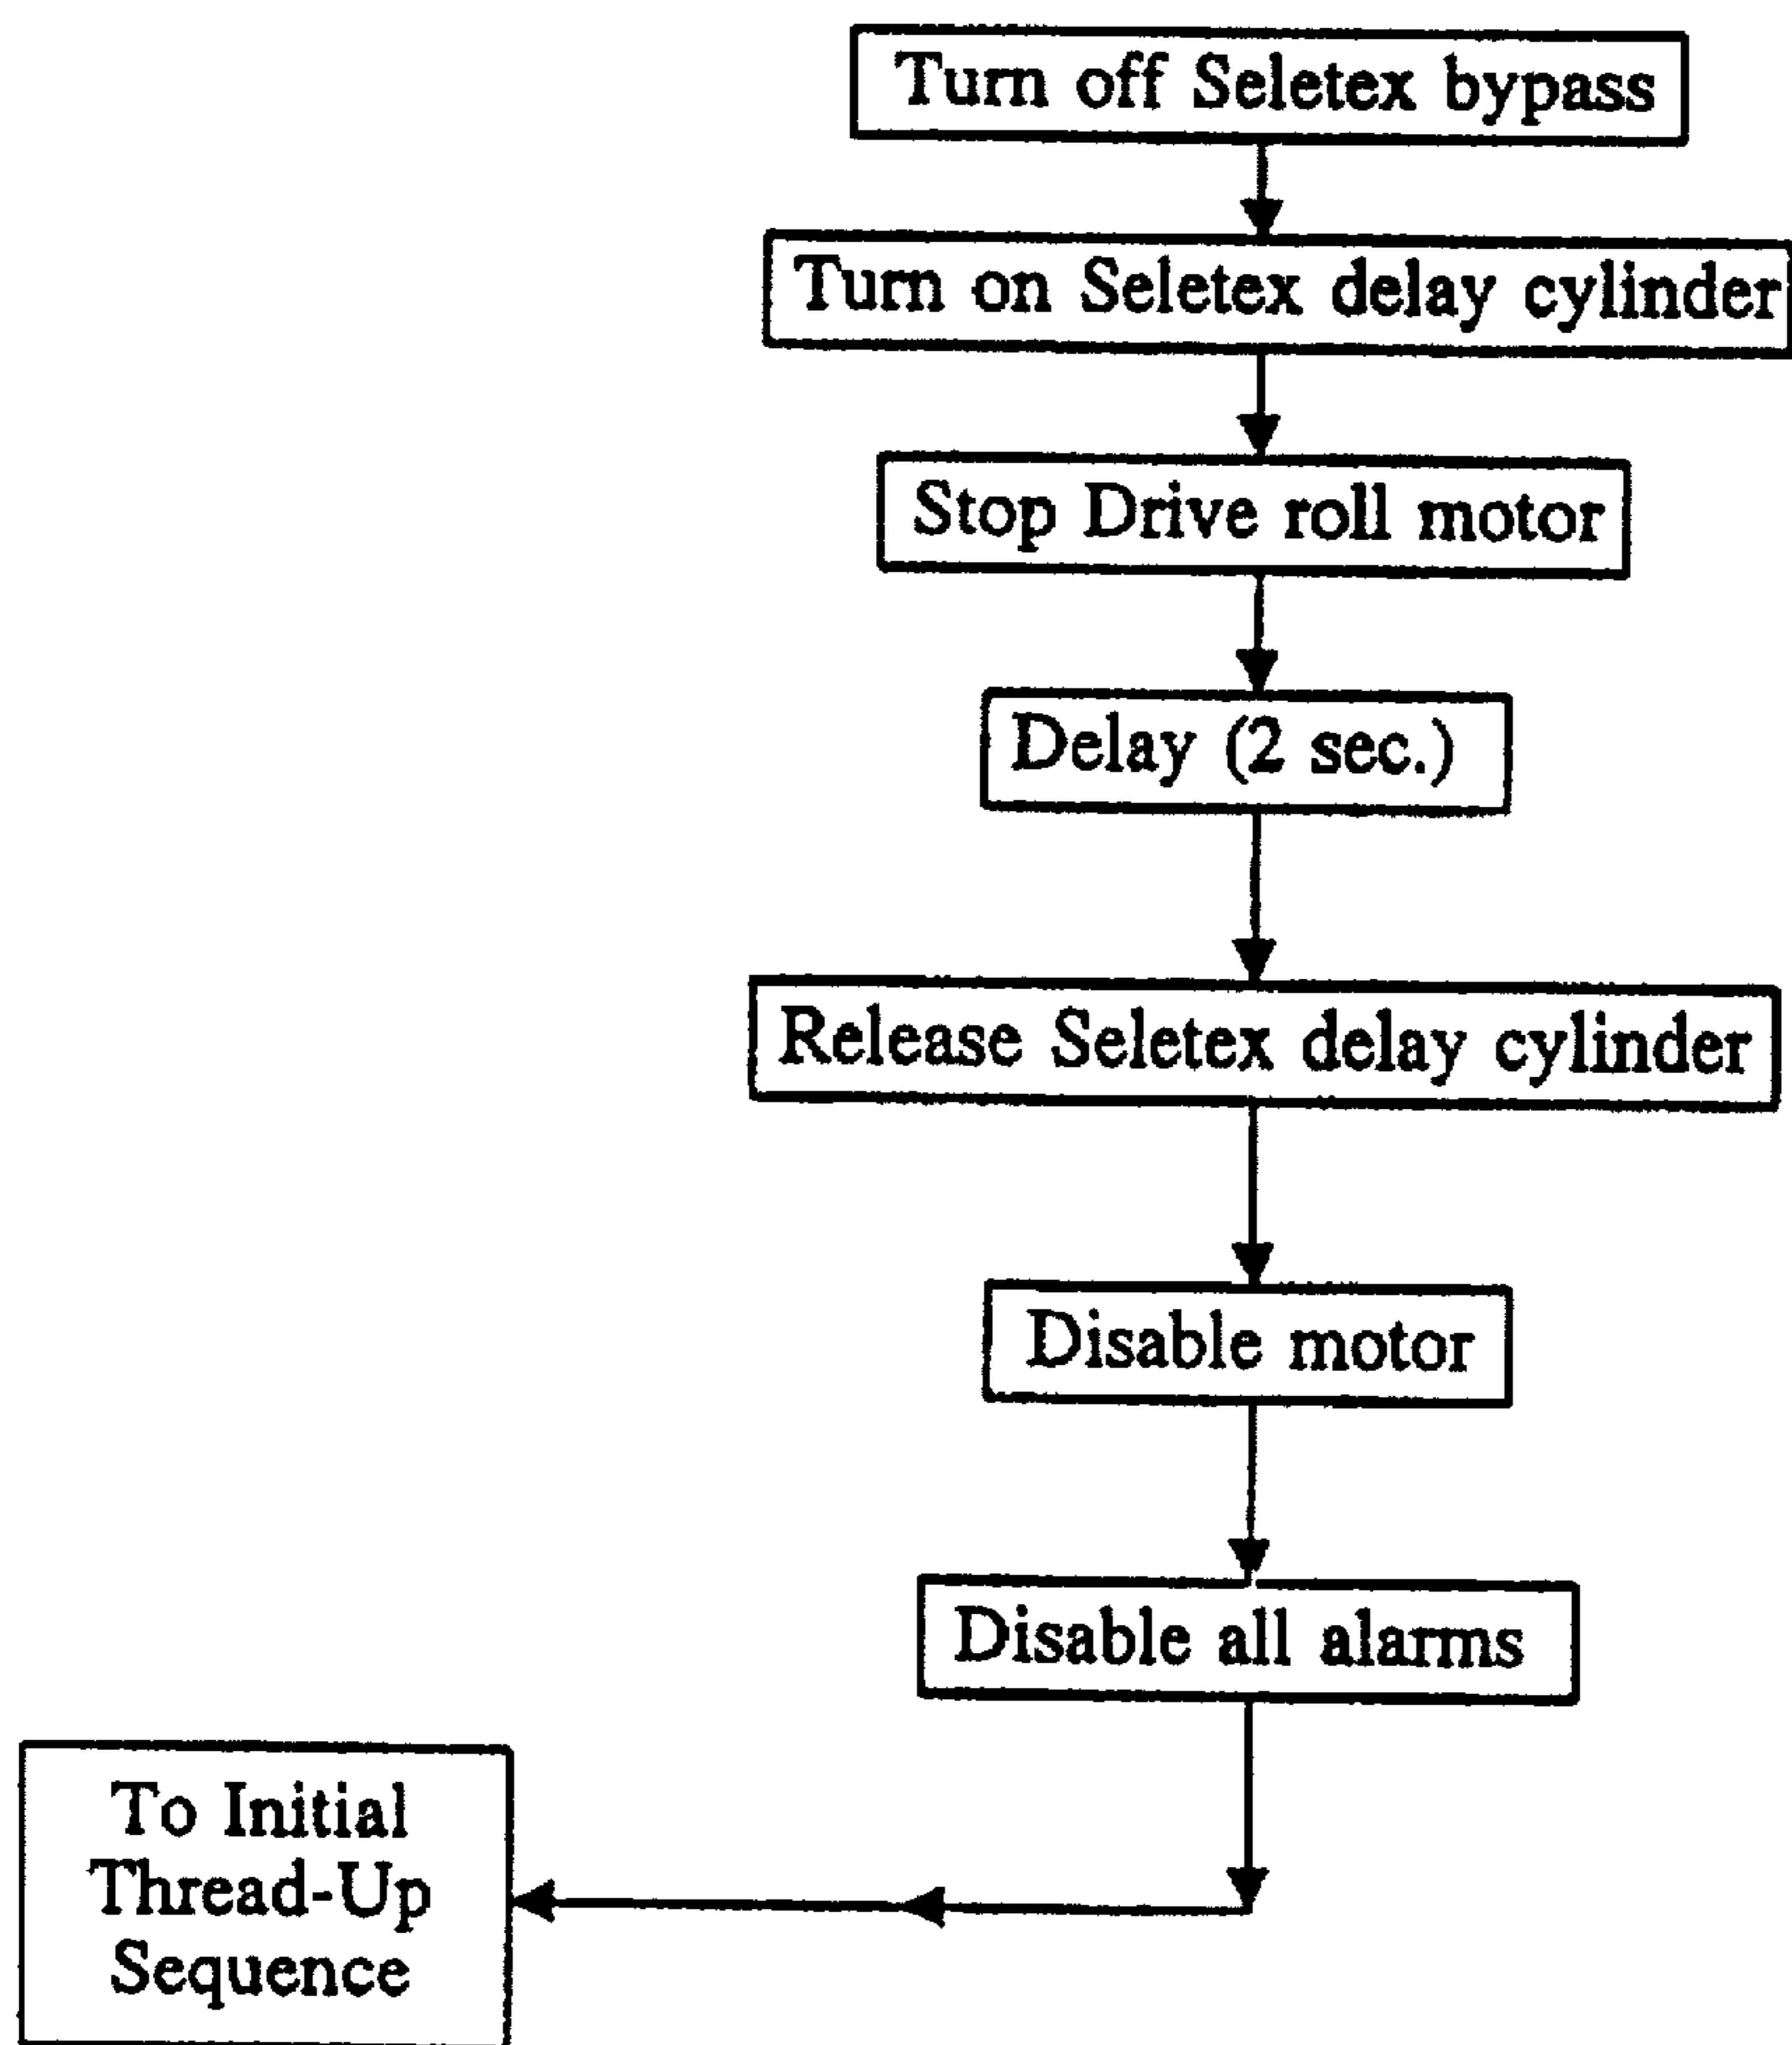 Turn off Seletex bypass
Turn on Seletex delay cylinder
Stop Drive roll motor
Delay (2 sec.)
Release Seletex delay cylinder
Disable motor
Disable all alarms
To Initial
Thread-Up
Sequence